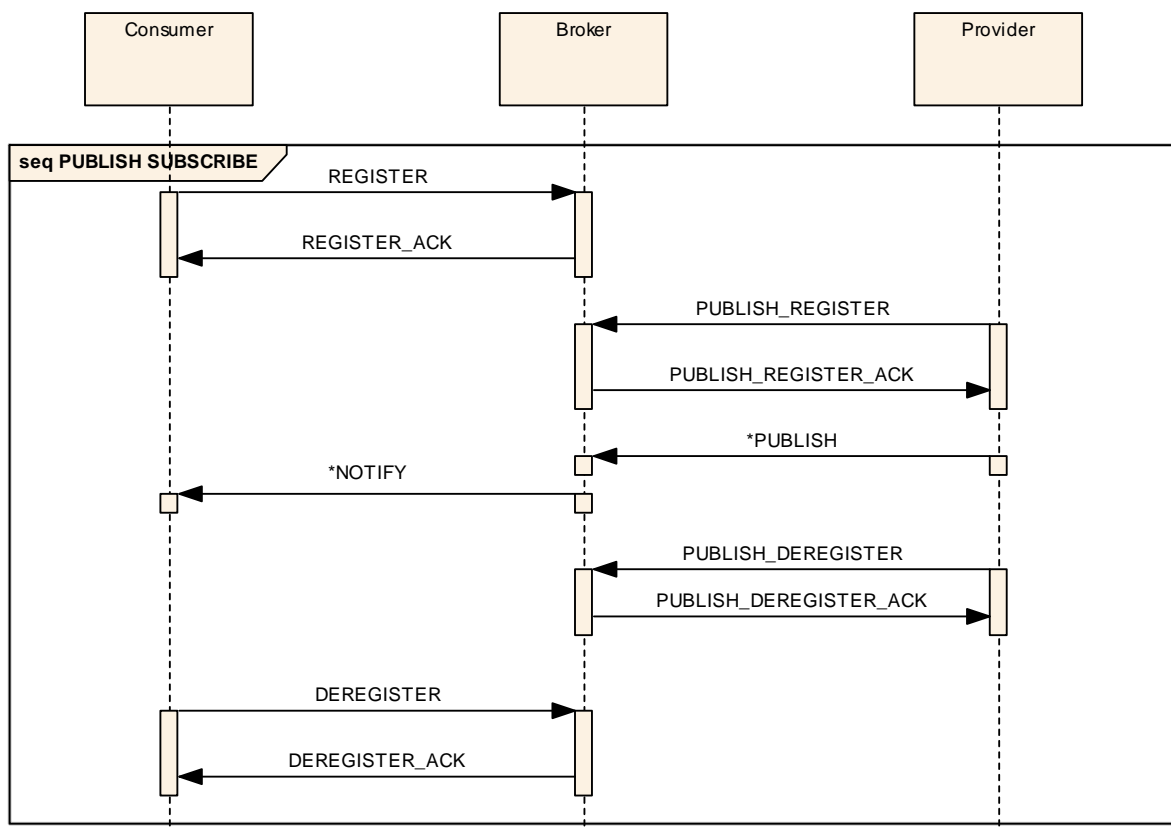 Consumer
Broker
Provider
seq PUBLISH SUBSCRIBE
REGISTER
REGISTER_ACK
PUBLISH_REGISTER
PUBLISH_REGISTER_ACK
*PUBLISH
*NOTIFY
PUBLISH_DEREGISTER
PUBLISH_DEREGISTER_ACK
DEREGISTER
DEREGISTER_ACK